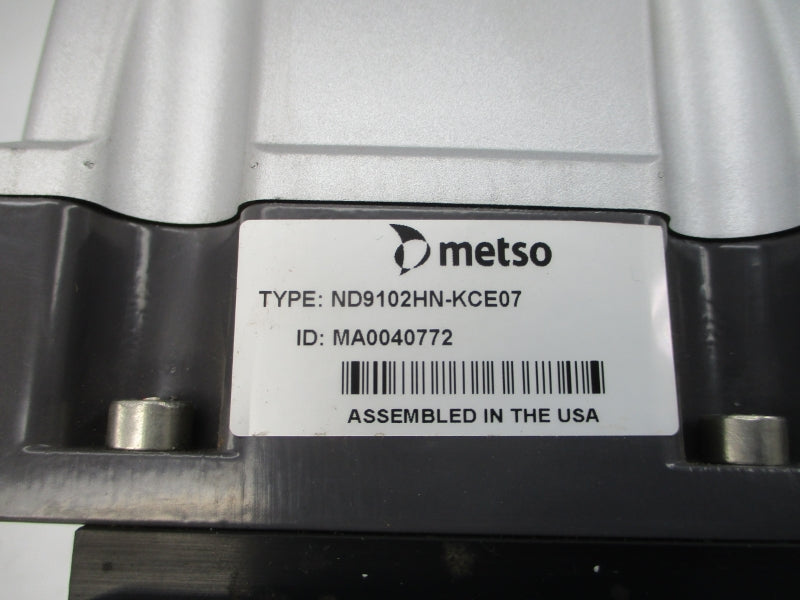 metso
TYPE: ND9102HN-KCE07
ID: MA0040772
ASSEMBLED IN THE USA